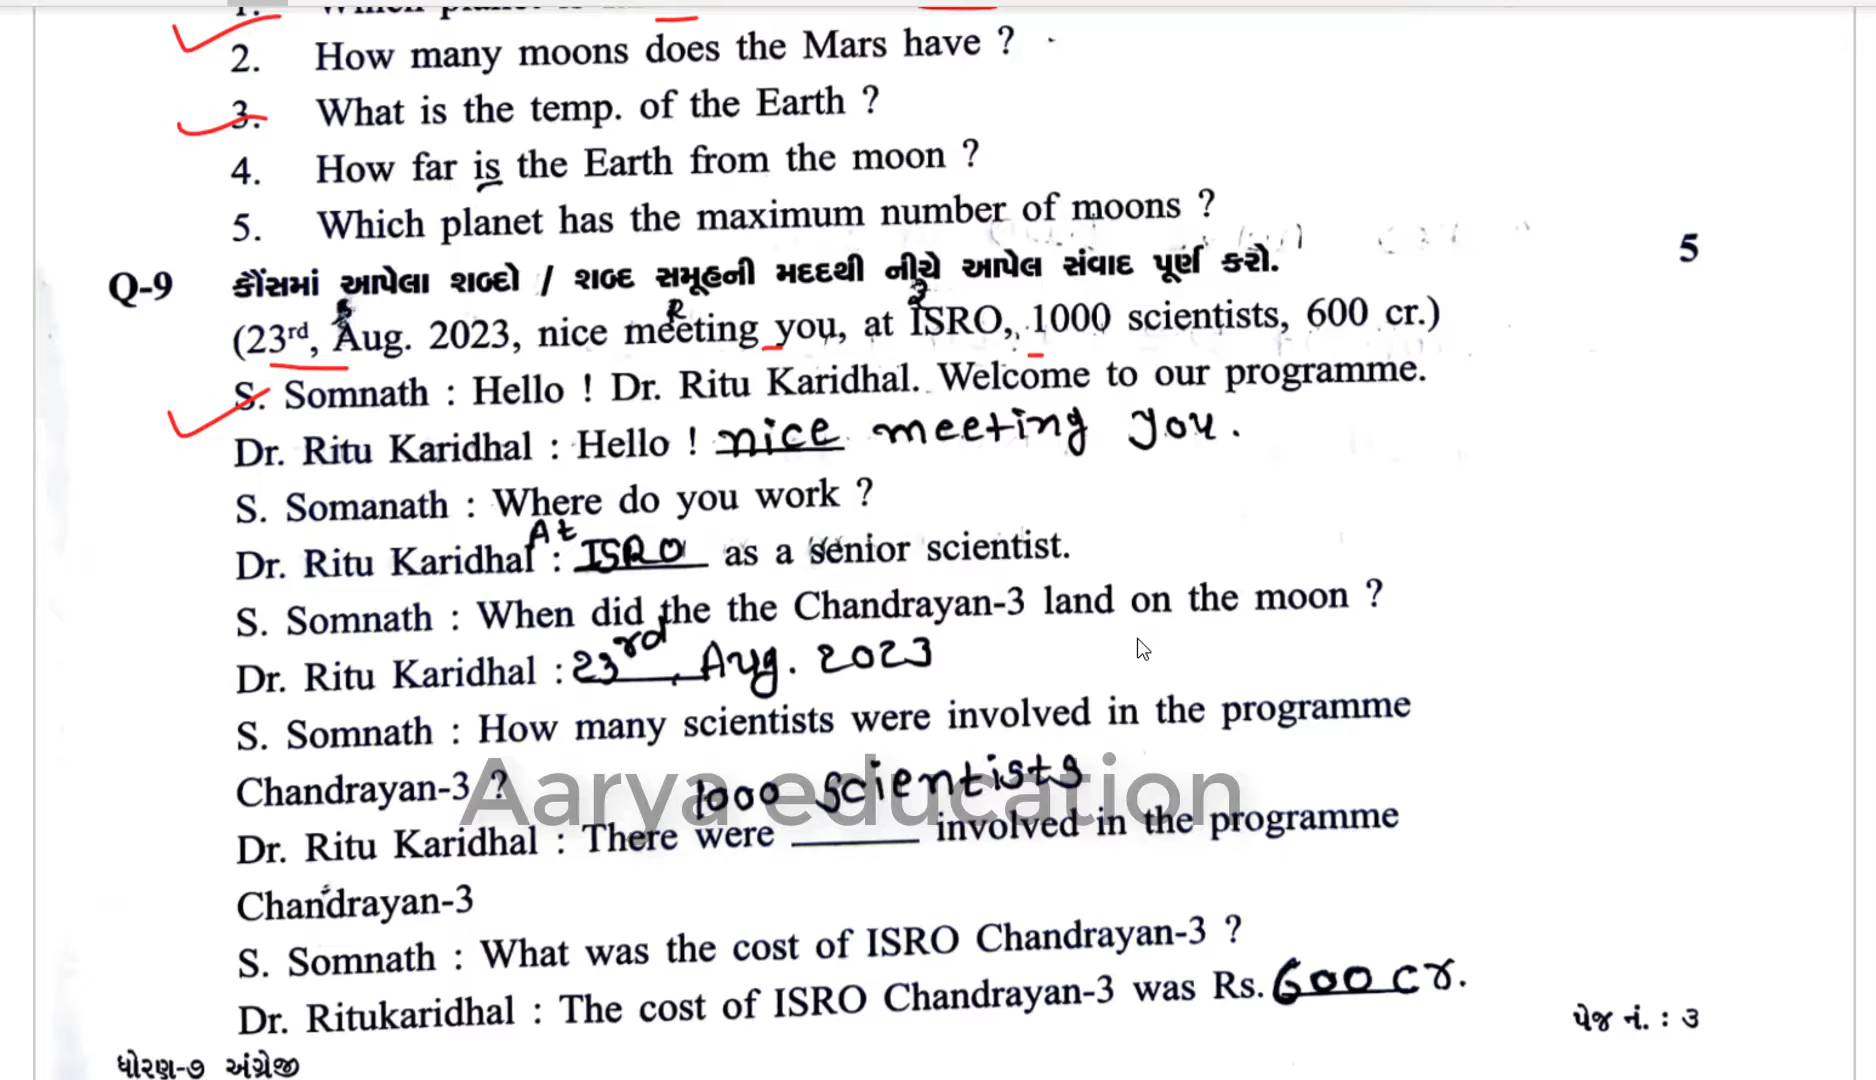 2. How many moons does the Mars have ?
3. What is the temp. of the Earth ?
4. How far is the Earth from the moon ?
5. Which planet has the maximum number of moons ?
Q-9 કૌંસમાં આપેલા શબ્દો / શબ્દ સમૂહની મદદથી નીચે આપેલ સંવાદ પૂર્ણ કરો. 5
(23rd, Aug. 2023, nice meeting you, at ISRO, 1000 scientists, 600 cr.)
S. Somnath : Hello ! Dr. Ritu Karidhal. Welcome to our programme.
Dr. Ritu Karidhal : Hello ! nice meeting you.
S. Somanath : Where do you work ?
Dr. Ritu Karidhal : At ISRO as a senior scientist.
S. Somnath : When did the the Chandrayan-3 land on the moon ?
Dr. Ritu Karidhal : 23rd, Aug. 2023
S. Somnath : How many scientists were involved in the programme
Chandrayan-3 ?
Aarya education
1000 scientists
Dr. Ritu Karidhal : There were ______ involved in the programme
Chandrayan-3
S. Somnath : What was the cost of ISRO Chandrayan-3 ?
Dr. Ritukaridhal : The cost of ISRO Chandrayan-3 was Rs. 600 cr.
પેજ નં. : ૩
ધોરણ-૭ અંગ્રેજી